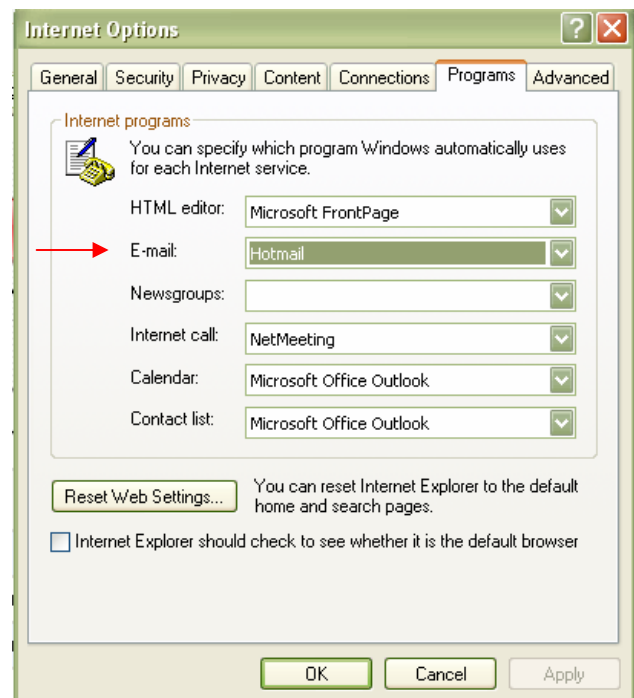 Internet Options
General Security Privacy Content Connections Programs Advanced
Internet programs
You can specify which program Windows automatically uses
for each Internet service.
HTML editor: Microsoft FrontPage
E-mail: Hotmail
Newsgroups:
Internet call: NetMeeting
Calendar: Microsoft Office Outlook
Contact list: Microsoft Office Outlook
Reset Web Settings... You can reset Internet Explorer to the default
home and search pages.
Internet Explorer should check to see whether it is the default browser
OK Cancel Apply